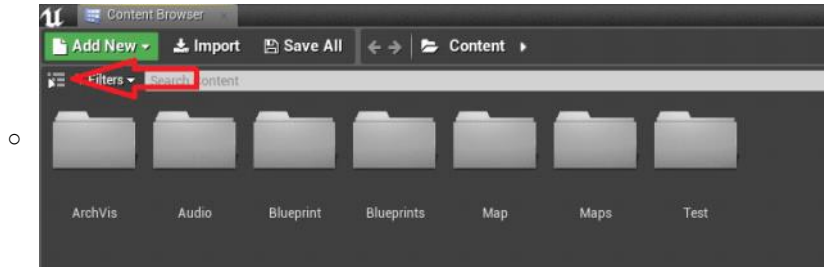 Content Browser
Add New Import Save All Content
Filters Search Content
ArchVis Audio Blueprint Blueprints Map Maps Test